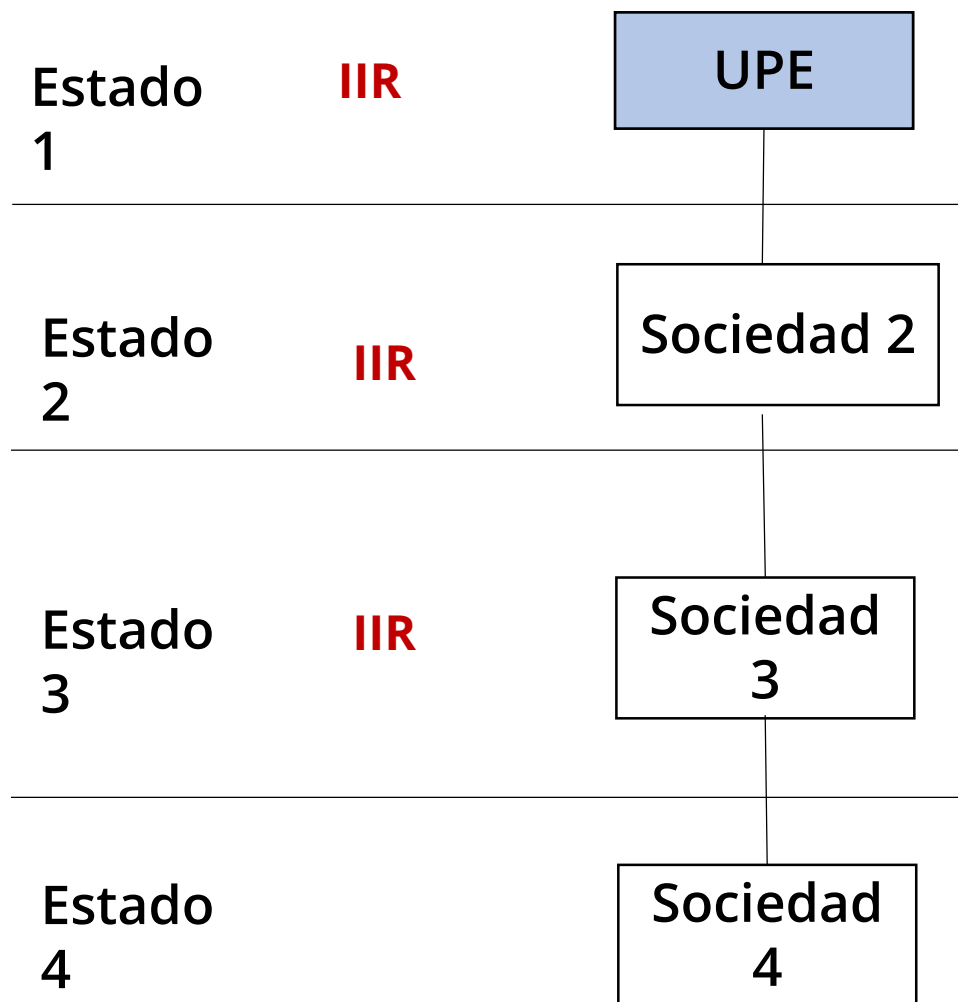 Estado
1
IIR
UPE
Estado
2
IIR
Sociedad 2
Estado
3
IIR
Sociedad
3
Estado
4
Sociedad
4